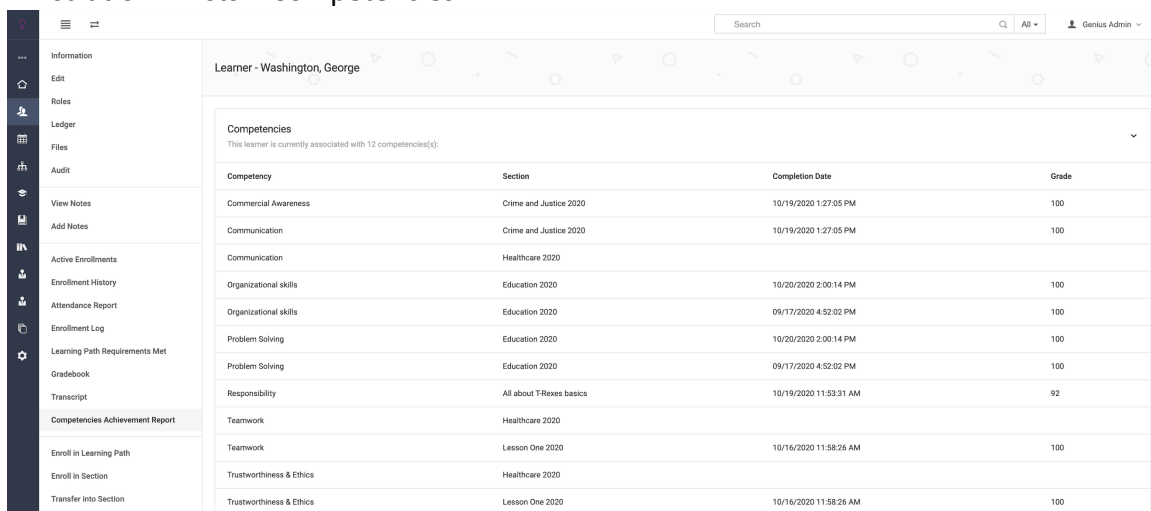 Search
All
Genius Admin
Information
Edit
Roles
Ledger
Files
Audit
View Notes
Add Notes
Active Enrollments
Enrollment History
Attendance Report
Enrollment Log
Learning Path Requirements Met
Gradebook
Transcript
Competencies Achievement Report
Enroll in Learning Path
Enroll in Section
Transfer into Section
Learner - Washington, George
Competencies
This learner is currently associated with 12 competencies(s):
Competency Section Completion Date Grade
Commercial Awareness Crime and Justice 2020 10/19/2020 1:27:05 PM 100
Communication Crime and Justice 2020 10/19/2020 1:27:05 PM 100
Communication Healthcare 2020
Organizational skills Education 2020 10/20/2020 2:00:14 PM 100
Organizational skills Education 2020 09/17/2020 4:52:02 PM 100
Problem Solving Education 2020 10/20/2020 2:00:14 PM 100
Problem Solving Education 2020 09/17/2020 4:52:02 PM 100
Responsibility All about T-Rexes basics 10/19/2020 11:53:31 AM 92
Teamwork Healthcare 2020
Teamwork Lesson One 2020 10/16/2020 11:58:26 AM 100
Trustworthiness & Ethics Healthcare 2020
Trustworthiness & Ethics Lesson One 2020 10/16/2020 11:58:26 AM 100